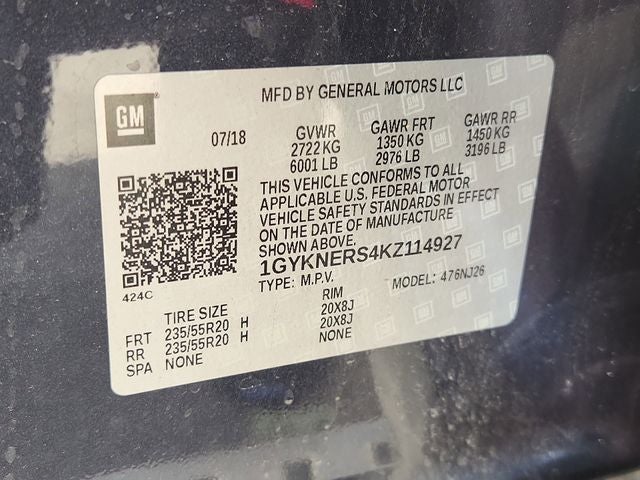 GM
MFD BY GENERAL MOTORS LLC
07/18
GVWR GAWR FRT GAWR RR
2722 KG 1350 KG 1450 KG
6001 LB 2976 LB 3196 LB
THIS VEHICLE CONFORMS TO ALL
APPLICABLE U.S. FEDERAL MOTOR
VEHICLE SAFETY STANDARDS IN EFFECT
ON THE DATE OF MANUFACTURE
SHOWN ABOVE.
1GYKNERS4KZ114927
TYPE: M.P.V. MODEL: 476NJ26
424C
TIRE SIZE RIM
FRT 235/55R20 H 20X8J
RR 235/55R20 H 20X8J
SPA NONE NONE